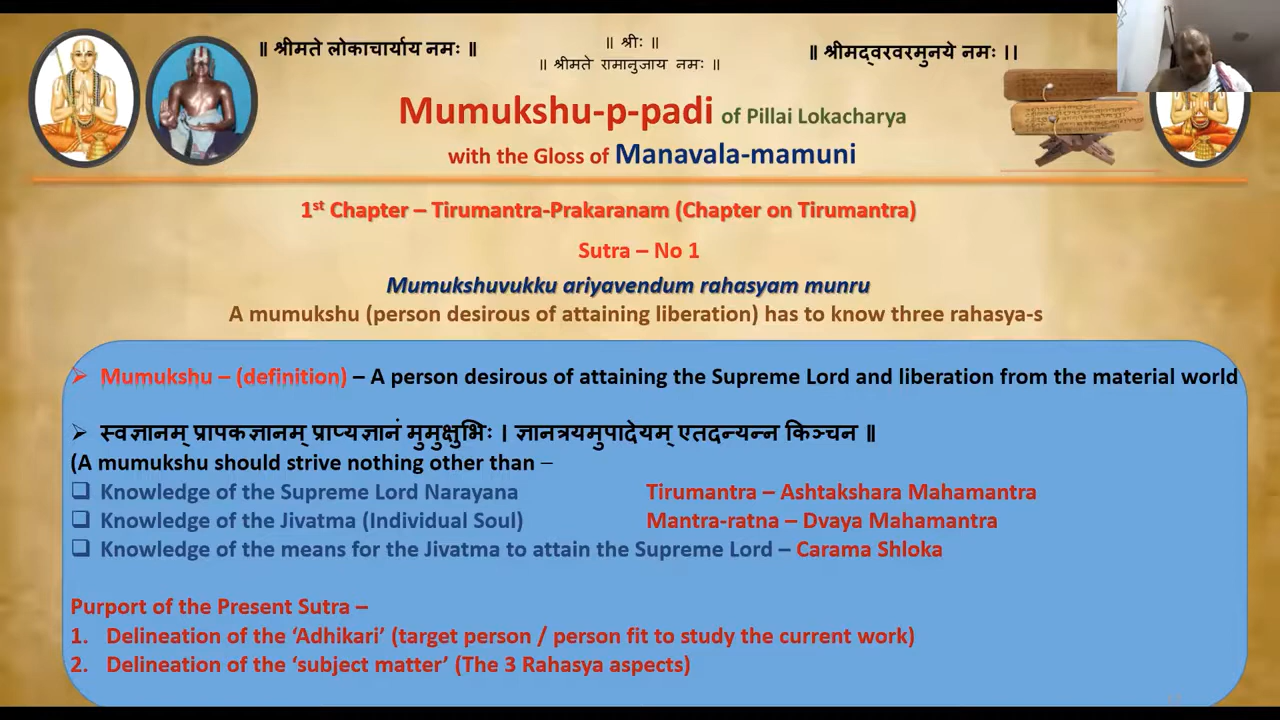 ॥ श्रीमते लोकाचार्याय नमः ॥
॥ श्रीः ॥
॥ श्रीमते रामानुजाय नमः ॥
॥ श्रीमद्वरवरमुनये नमः ।।
Mumukshu-p-padi of Pillai Lokacharya
with the Gloss of Manavala-mamuni
1st Chapter – Tirumantra-Prakaranam (Chapter on Tirumantra)
Sutra – No 1
Mumukshuvukku ariyavendum rahasyam munru
A mumukshu (person desirous of attaining liberation) has to know three rahasya-s
➢ Mumukshu – (definition) – A person desirous of attaining the Supreme Lord and liberation from the material world
➢ स्वज्ञानम् प्रापकज्ञानम् प्राप्यज्ञानं मुमुक्षुभिः । ज्ञानत्रयमुपादेयम् एतदन्यन्न किञ्चन ॥
(A mumukshu should strive nothing other than –
❑ Knowledge of the Supreme Lord Narayana Tirumantra – Ashtakshara Mahamantra
❑ Knowledge of the Jivatma (Individual Soul) Mantra-ratna – Dvaya Mahamantra
❑ Knowledge of the means for the Jivatma to attain the Supreme Lord – Carama Shloka
Purport of the Present Sutra –
1. Delineation of the ‘Adhikari’ (target person / person fit to study the current work)
2. Delineation of the ‘subject matter’ (The 3 Rahasya aspects)